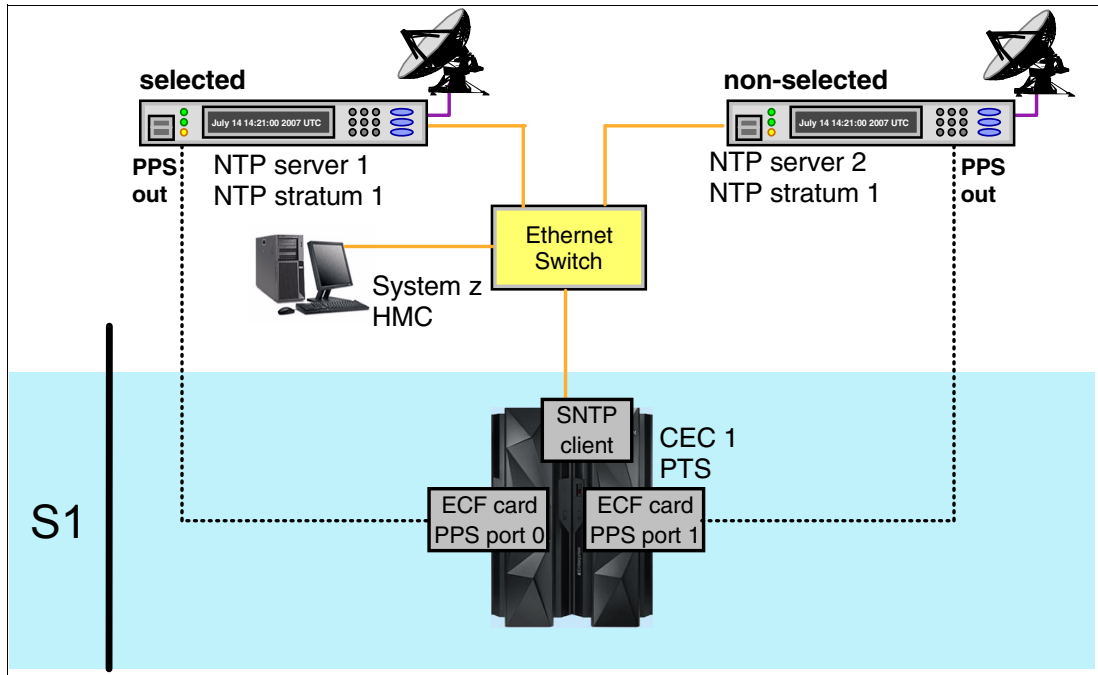 selected
non-selected
July 14 14:21:00 2007 UTC
July 14 14:21:00 2007 UTC
PPS
out
NTP server 1
NTP stratum 1
NTP server 2
NTP stratum 1
PPS
out
Ethernet
Switch
System z
HMC
SNTP
client
CEC 1
PTS
S1
ECF card
PPS port 0
ECF card
PPS port 1